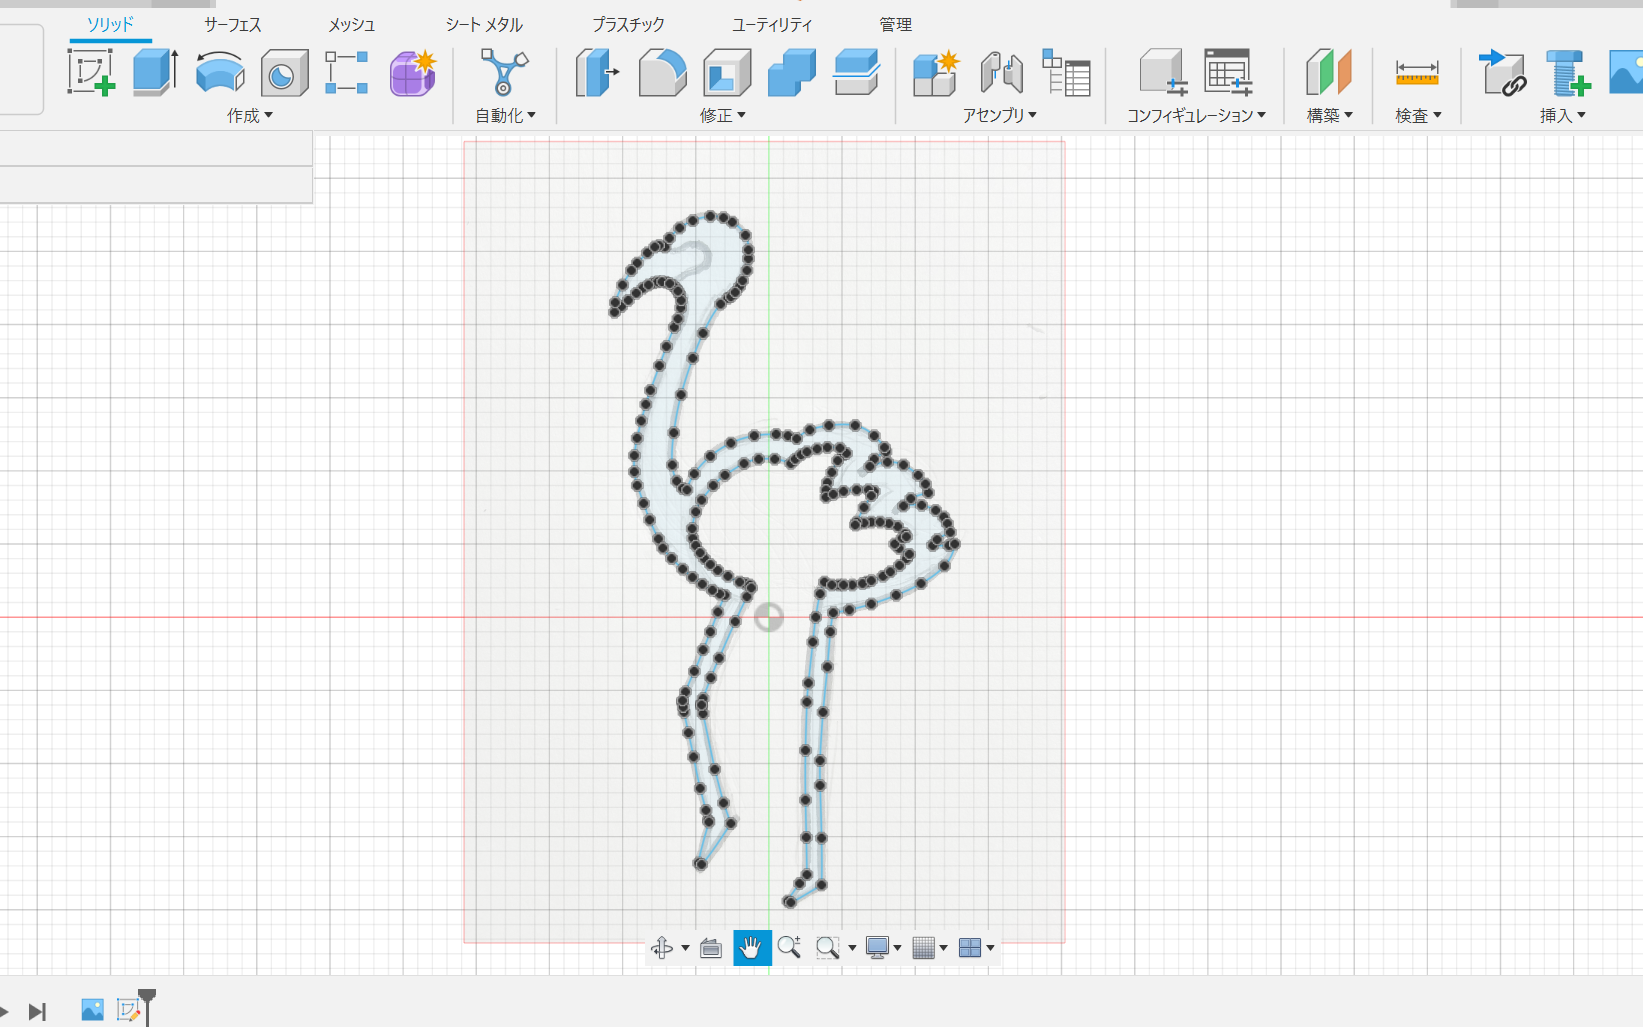 ソリッド サーフェス メッシュ シート メタル プラスチック ユーティリティ 管理
作成 自動化 修正 アセンブリ コンフィギュレーション 構築 検査 挿入